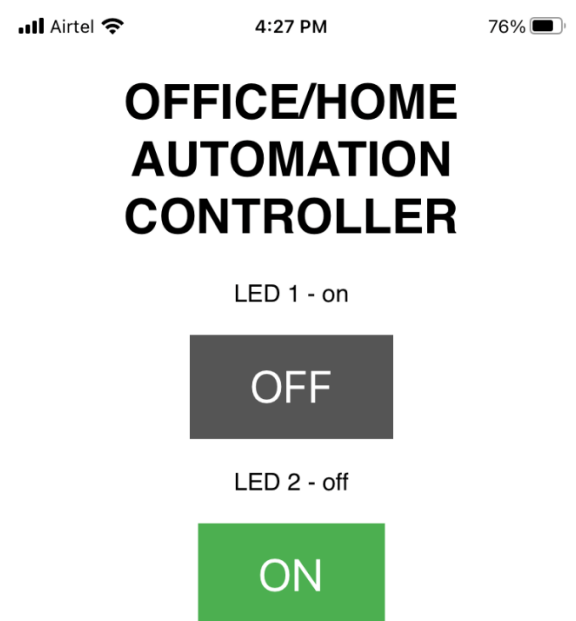 Airtel 4:27 PM 76%
OFFICE/HOME
AUTOMATION
CONTROLLER
LED 1 - on
OFF
LED 2 - off
ON